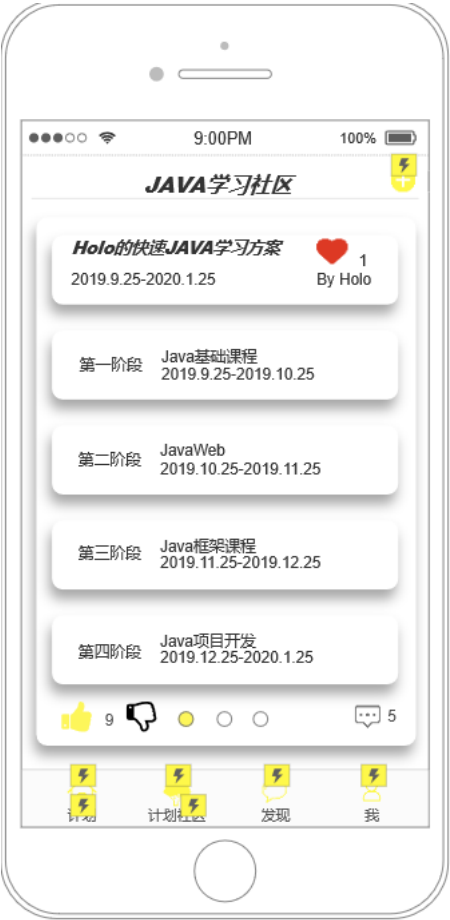 9:00PM 100%
JAVA学习社区
Holo的快速JAVA学习方案
1
2019.9.25-2020.1.25 By Holo
第一阶段 Java基础课程
2019.9.25-2019.10.25
第二阶段 JavaWeb
2019.10.25-2019.11.25
第三阶段 Java框架课程
2019.11.25-2019.12.25
第四阶段 Java项目开发
2019.12.25-2020.1.25
9 5
计划 计划社区 发现 我